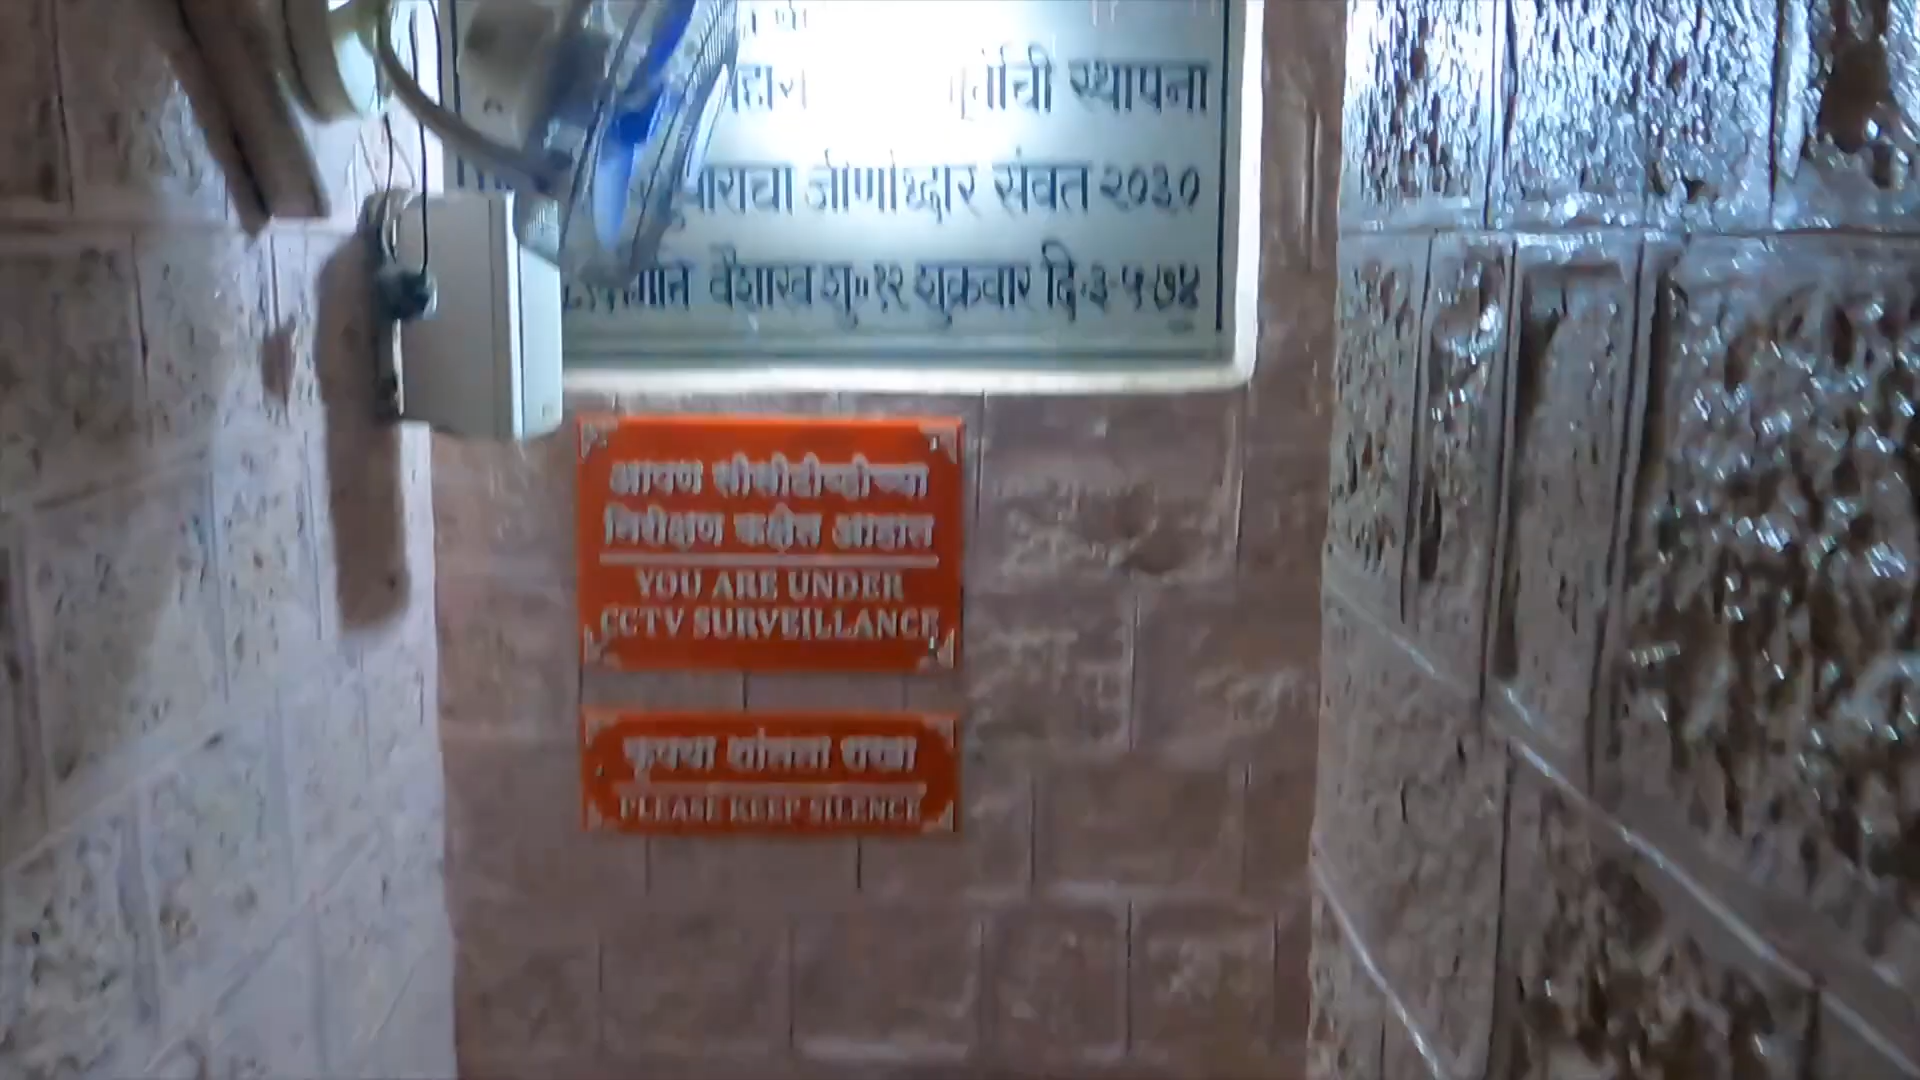 स्थापना
जीर्णोध्दार संवत २०३०
वैशाख शु॥१२ शुक्रवार दि.३-५-७४
आपण सीसीटीव्हीच्या
निरीक्षण कक्षेत आहात
YOU ARE UNDER
CCTV SURVEILLANCE
कृपया शांतता राखा
PLEASE KEEP SILENCE